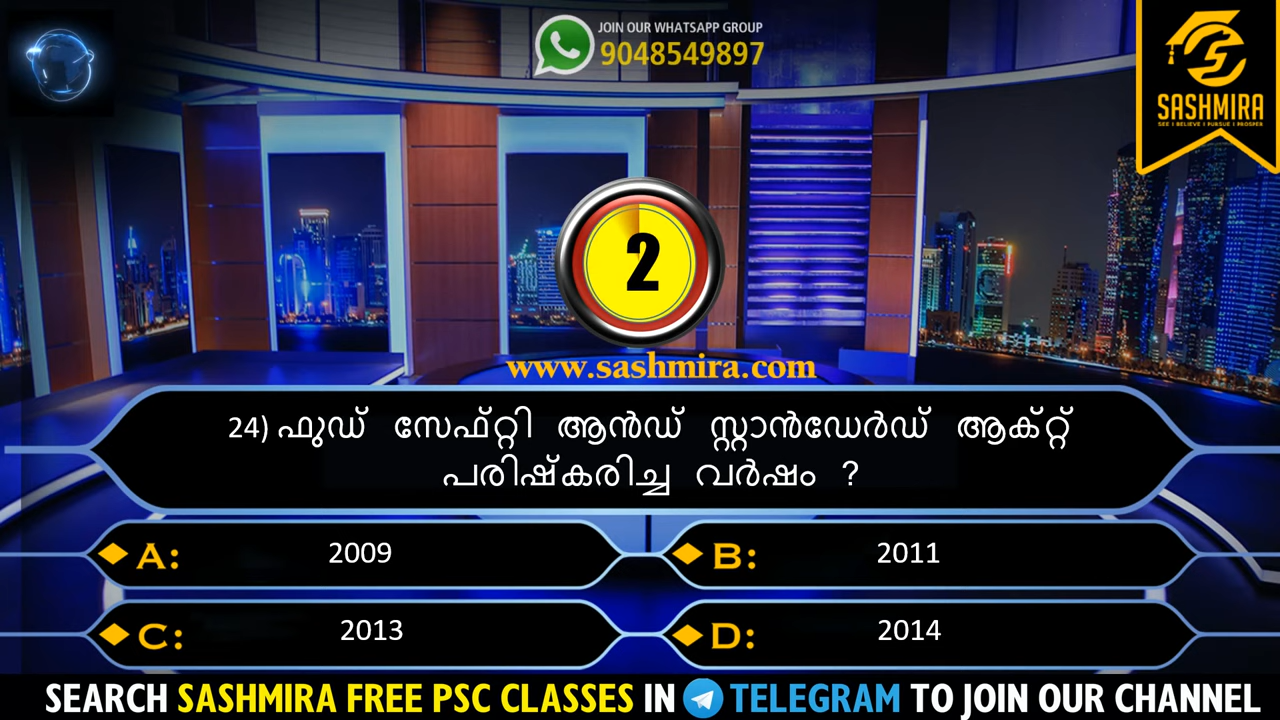 JOIN OUR WHATSAPP GROUP
9048549897
SASHMIRA
SEE I BELIEVE I PURSUE I PROSPER
2
www.sashmira.com
24) ഫുഡ് സേഫ്റ്റി ആൻഡ് സ്റ്റാൻഡേർഡ് ആക്റ്റ്
പരിഷ്കരിച്ച വർഷം ?
A: 2009
B: 2011
C: 2013
D: 2014
SEARCH SASHMIRA FREE PSC CLASSES IN TELEGRAM TO JOIN OUR CHANNEL